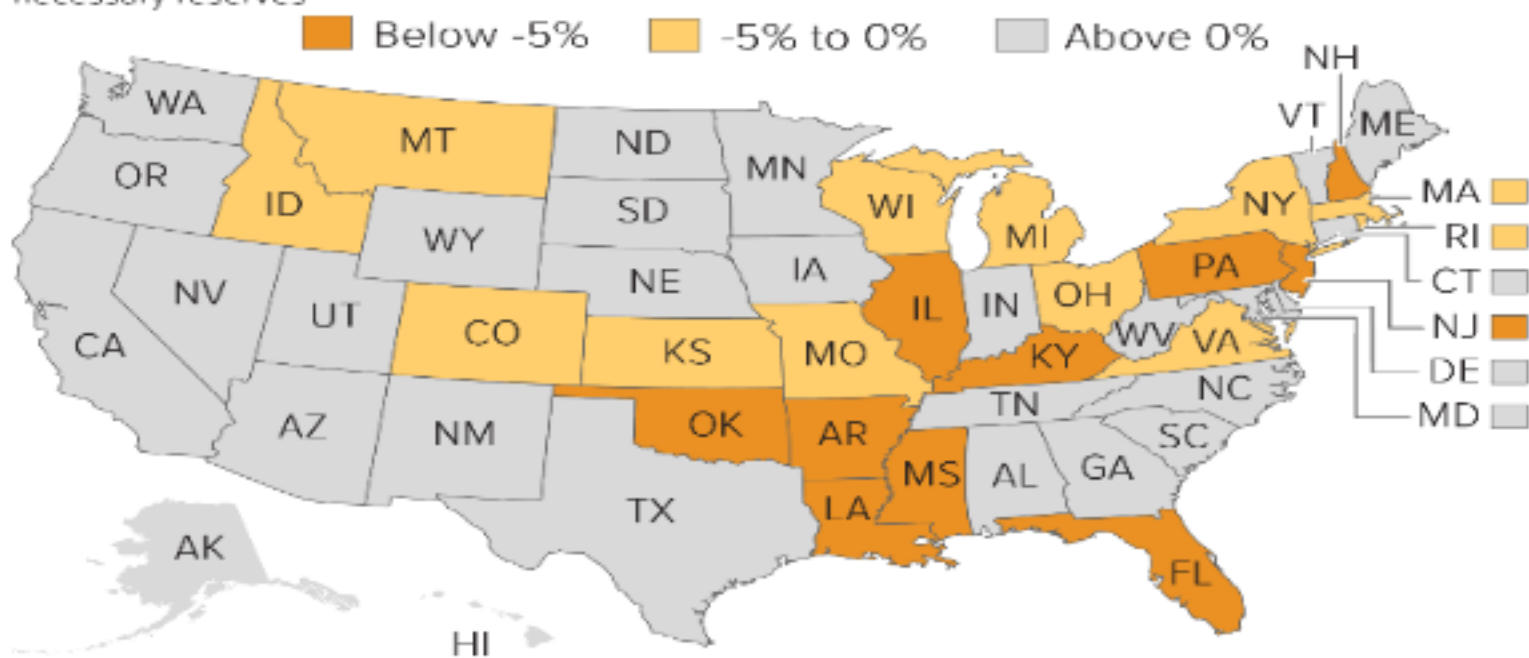 necessary reserves
Below -5% -5% to 0% Above 0%
NH
VT
ME
WA
MT
ND
MN
OR
ID
SD
WI
NY
MA
WY
MI
RI
IA
PA
CT
NV
NE
IL
IN
OH
NJ
UT
CO
WV
VA
CA
KS
MO
KY
DE
NC
MD
AZ
NM
OK
AR
TN
SC
TX
LA
MS
AL
GA
AK
FL
HI